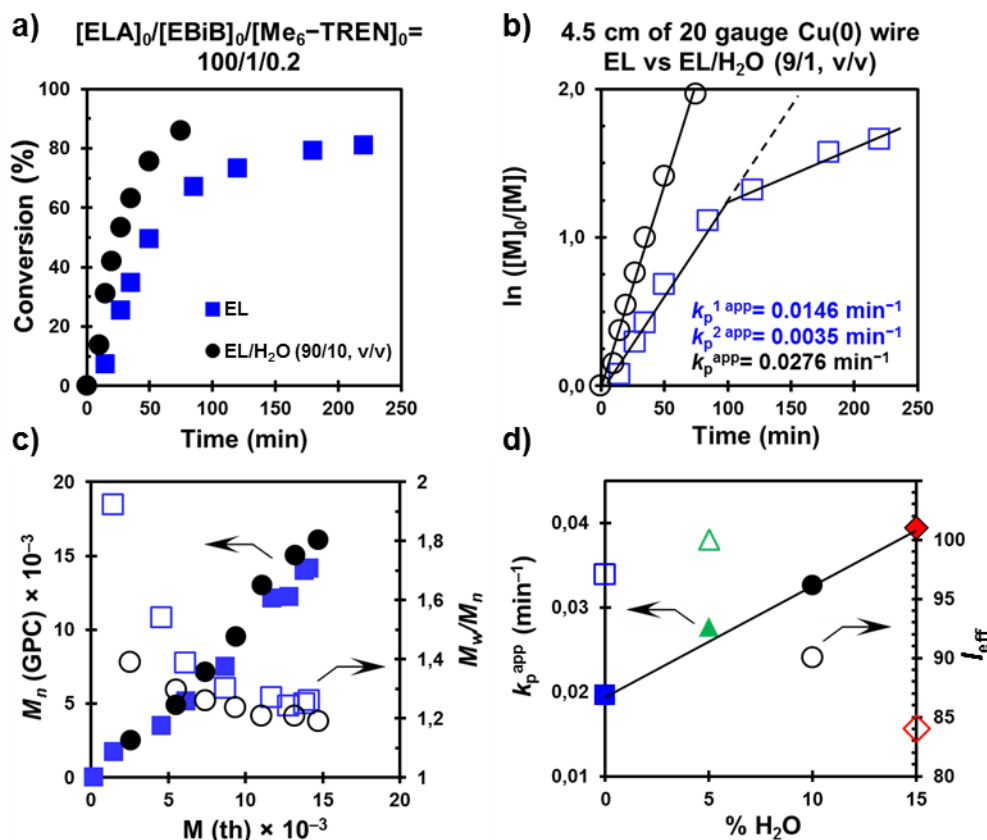 a)
[ELA]0/[EBiB]0/[Me6–TREN]0=
100/1/0.2
Conversion (%)
100
80
60
40
20
0
EL
EL/H2O (90/10, v/v)
0 50 100 150 200 250
Time (min)
b)
4.5 cm of 20 gauge Cu(0) wire
EL vs EL/H2O (9/1, v/v)
ln ([M]0/[M])
2,0
1,0
0,0
kp1 app= 0.0146 min−1
kp2 app= 0.0035 min−1
kpapp= 0.0276 min−1
0 50 100 150 200 250
Time (min)
c)
Mn (GPC) × 10−3
20
15
10
5
0
2
1,8
1,6
1,4
1,2
1
Mw/Mn
0 5 10 15 20
M (th) × 10−3
d)
kpapp (min−1)
0,04
0,03
0,02
0,01
100
95
90
85
80
Ieff
0 5 10 15
% H2O